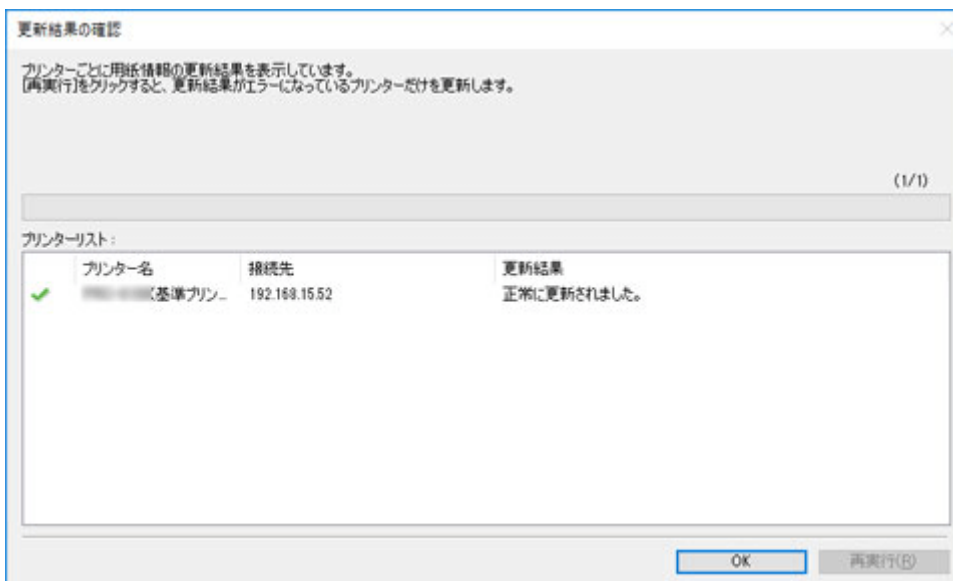 更新結果の確認
プリンターごとに用紙情報の更新結果を表示しています。
[再実行]をクリックすると、更新結果がエラーになっているプリンターだけを更新します。
(1/1)
プリンターリスト:
プリンター名 接続先 更新結果
(基準プリン... 192.168.15.52 正常に更新されました。
OK 再実行(R)